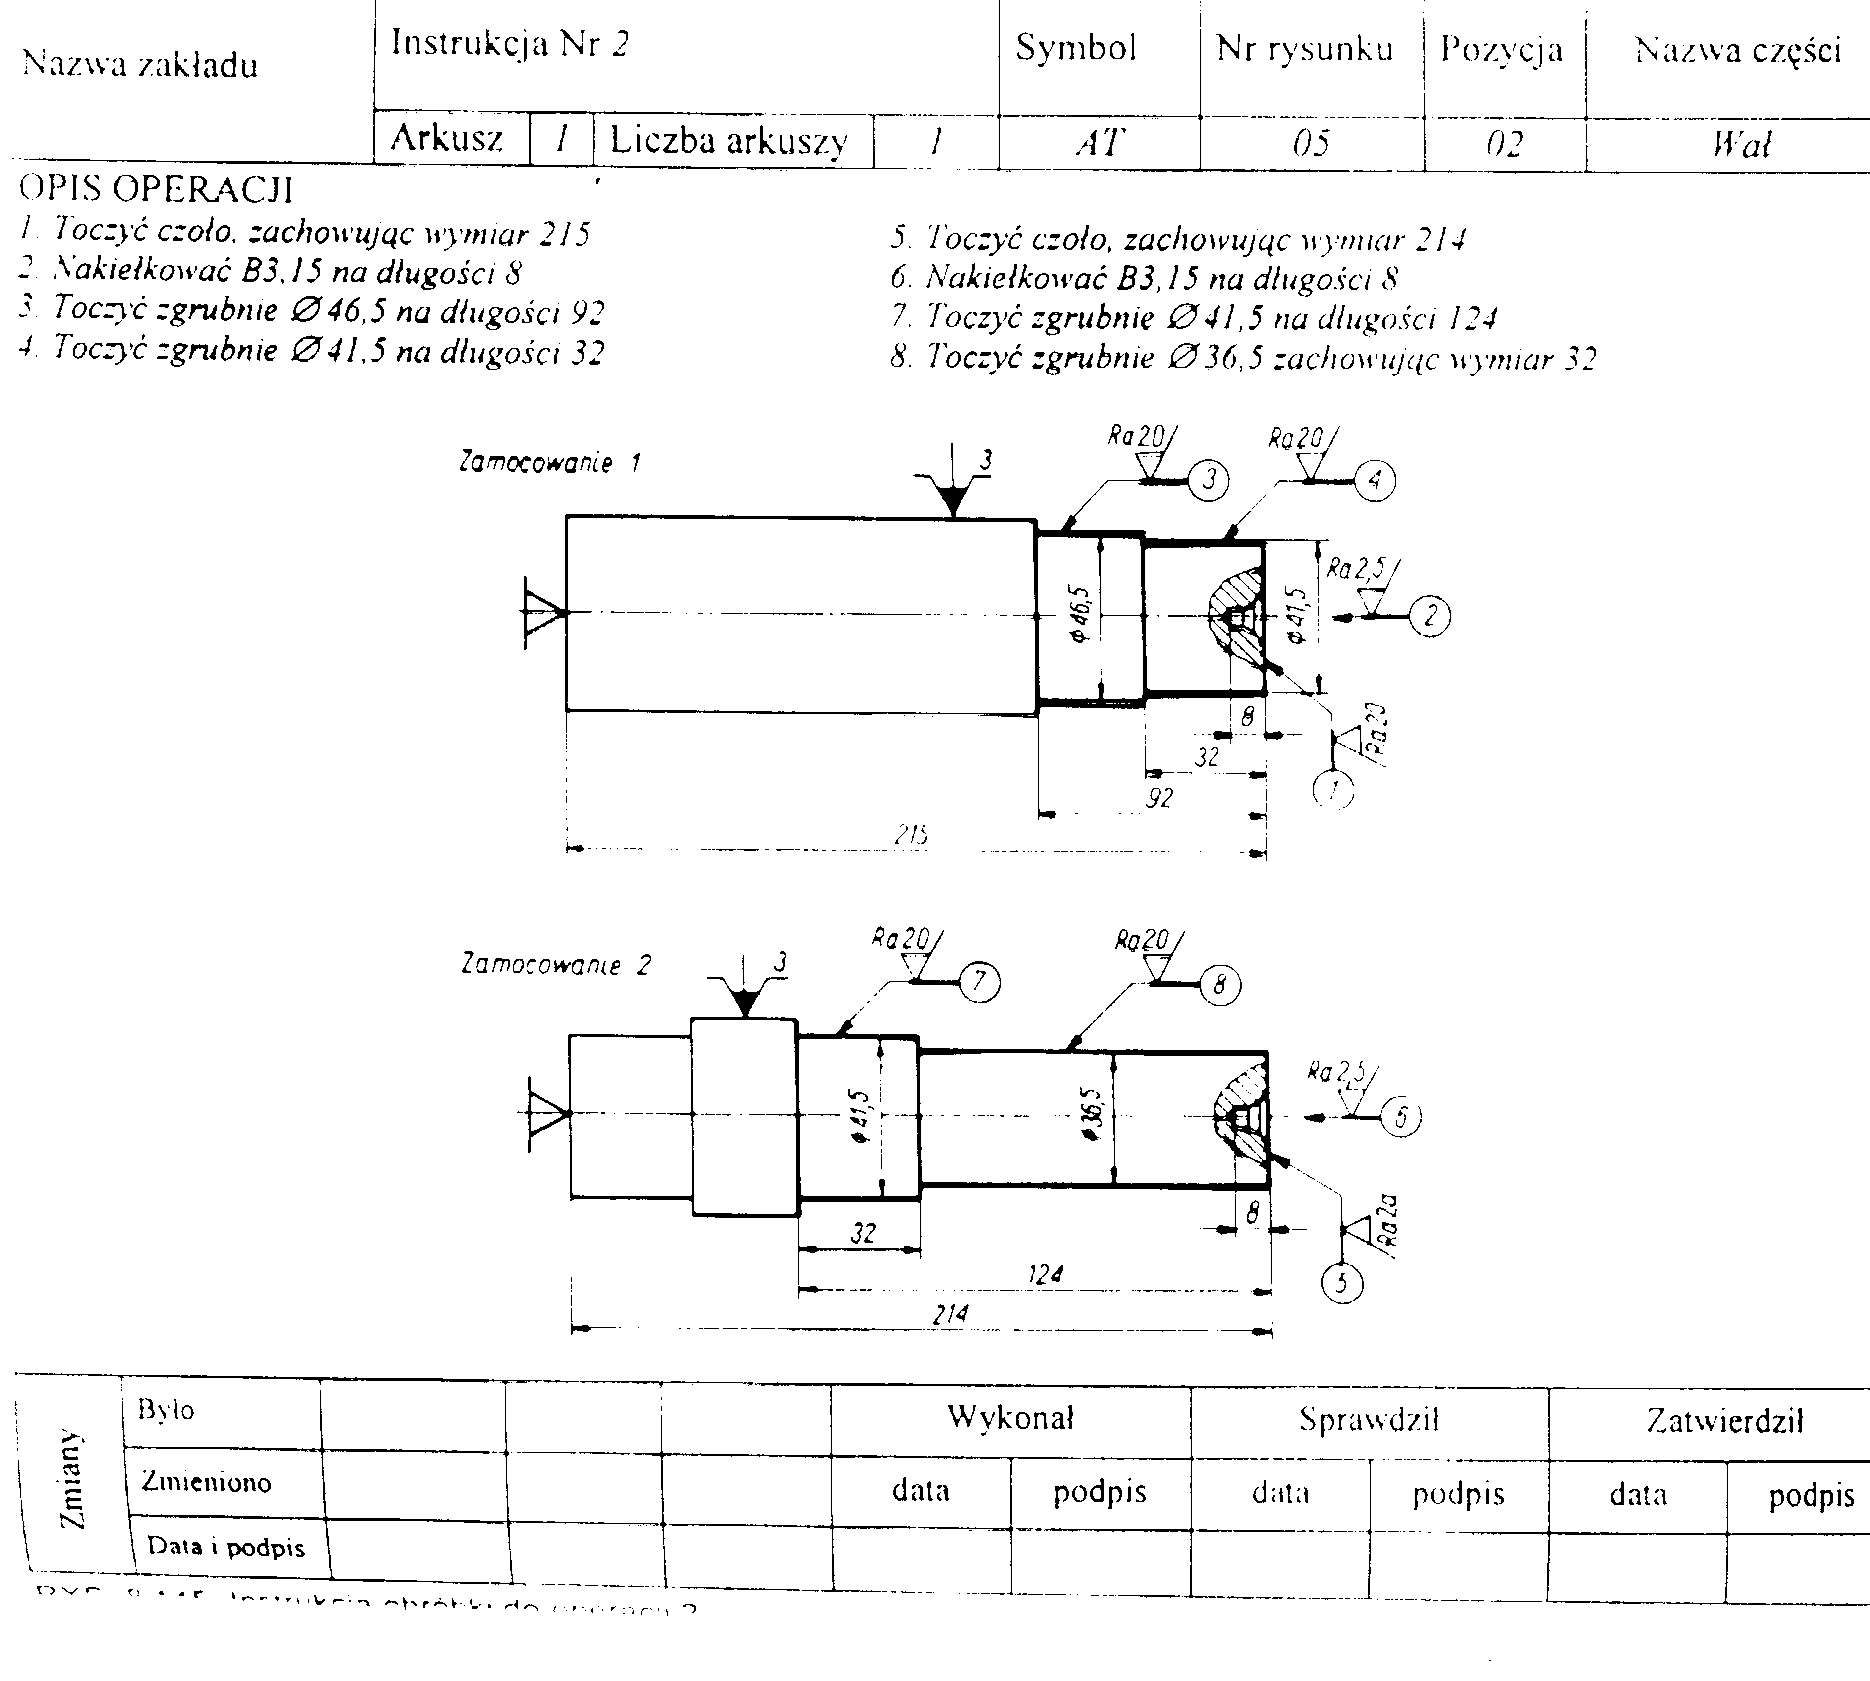 Nazwa zakładu
Instrukcja Nr 2
Symbol
Nr rysunku
Pozycja
Nazwa części
Arkusz
1
Liczba arkuszy
1
AT
05
02
Wał
OPIS OPERACJI
1. Toczyć czoło, zachowując wymiar 215
2. Nakiełkować B3,15 na długości 8
3. Toczyć zgrubnie Ø46,5 na długości 92
4. Toczyć zgrubnie Ø41,5 na długości 32
5. Toczyć czoło, zachowując wymiar 214
6. Nakiełkować B3,15 na długości 8
7. Toczyć zgrubnie Ø41,5 na długości 124
8. Toczyć zgrubnie Ø36,5 zachowując wymiar 32
Zamocowanie 1
3
Ra20
3
Ra20
4
ϕ46,5
ϕ41,5
Ra2,5
2
8
32
92
215
Ra20
1
Zamocowanie 2
3
Ra20
7
Ra20
8
ϕ41,5
ϕ36,5
Ra2,5
6
8
32
124
214
Ra2a
5
Zmiany
Było
Zmieniono
Data i podpis
Wykonał
Sprawdził
Zatwierdził
data
podpis
data
podpis
data
podpis